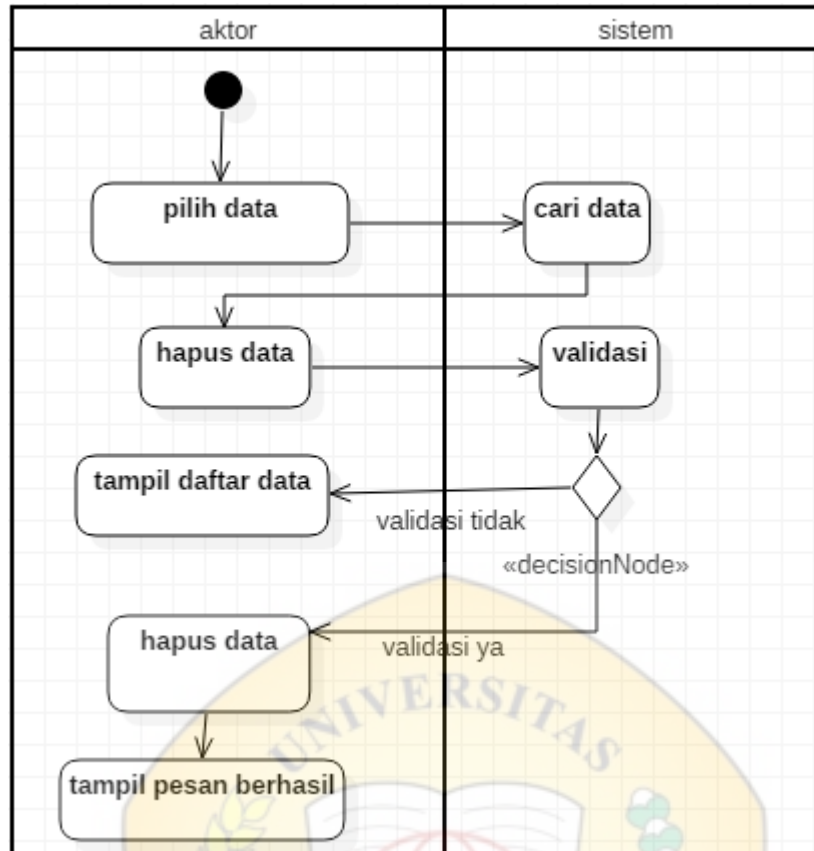 aktor
sistem
pilih data
cari data
hapus data
validasi
tampil daftar data
validasi tidak
«decisionNode»
hapus data
validasi ya
UNIVERSITAS
tampil pesan berhasil